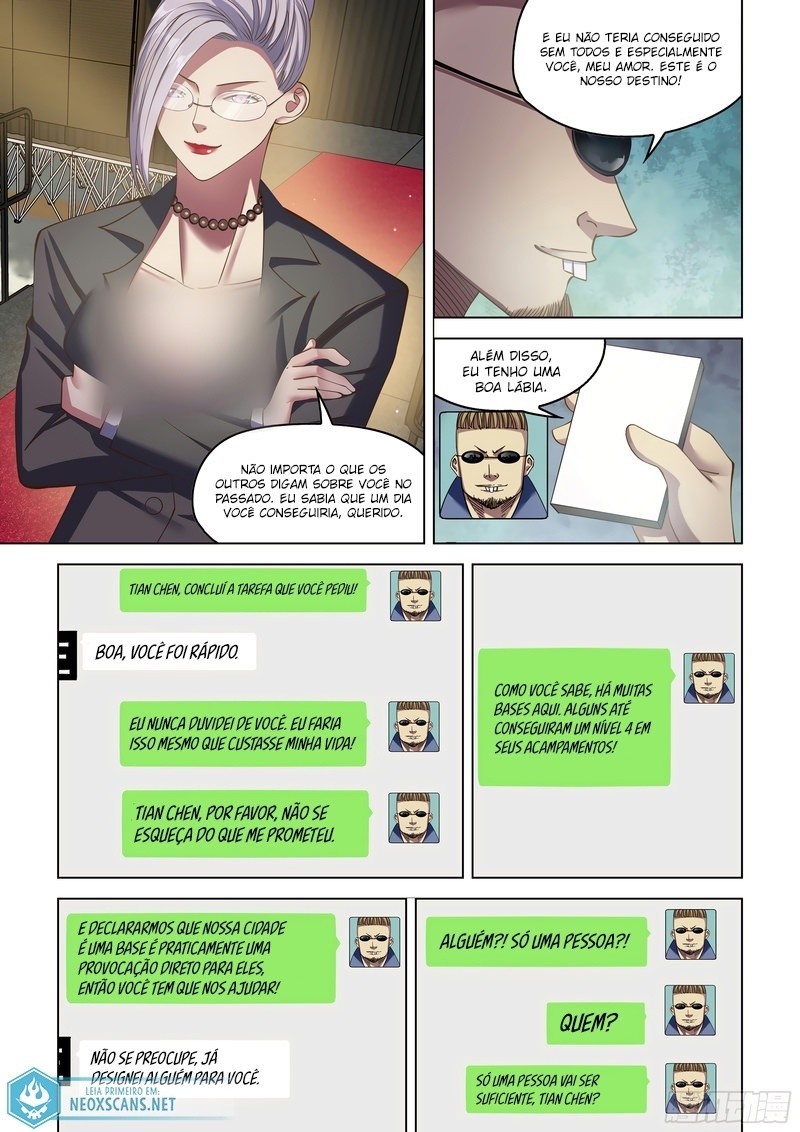 E EU NÃO TERIA CONSEGUIDO
SEM TODOS E ESPECIALMENTE
VOCÊ, MEU AMOR. ESTE É O
NOSSO DESTINO!
NÃO IMPORTA O QUE OS
OUTROS DIGAM SOBRE VOCÊ NO
PASSADO. EU SABIA QUE UM DIA
VOCÊ CONSEGUIRIA, QUERIDO.
ALÉM DISSO,
EU TENHO UMA
BOA LÁBIA.
TIAN CHEN, CONCLUÍ A TAREFA QUE VOCÊ PEDIU!
BOA, VOCÊ FOI RÁPIDO.
EU NUNCA DUVIDEI DE VOCÊ. EU FARIA
ISSO MESMO QUE CUSTASSE MINHA VIDA!
TIAN CHEN, POR FAVOR, NÃO SE
ESQUEÇA DO QUE ME PROMETEU.
COMO VOCÊ SABE, HÁ MUITAS
BASES AQUI. ALGUNS ATÉ
CONSEGUIRAM UM NÍVEL 4 EM
SEUS ACAMPAMENTOS!
E DECLARARMOS QUE NOSSA CIDADE
É UMA BASE É PRATICAMENTE UMA
PROVOCAÇÃO DIRETO PARA ELES,
ENTÃO VOCÊ TEM QUE NOS AJUDAR!
NÃO SE PREOCUPE, JÁ
DESIGNEI ALGUÉM PARA VOCÊ.
ALGUÉM?! SÓ UMA PESSOA?!
QUEM?
SÓ UMA PESSOA VAI SER
SUFICIENTE, TIAN CHEN?
LEIA PRIMEIRO EM:
NEOXSCANS.NET